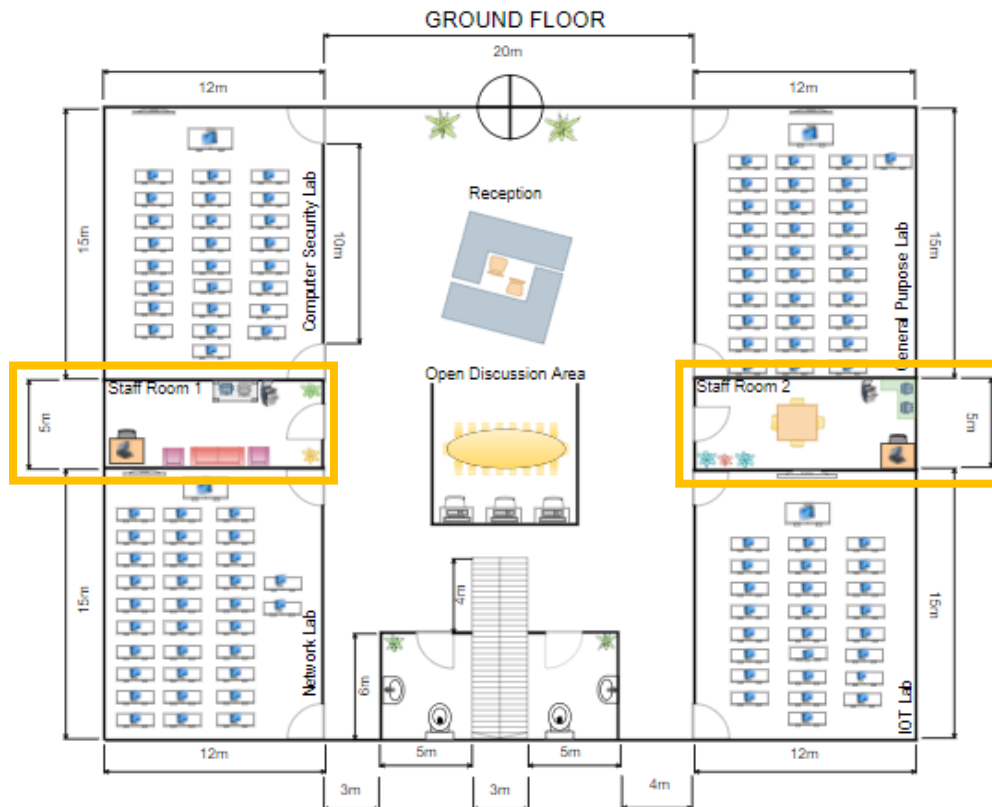 GROUND FLOOR
20m
12m
12m
15m
Computer Security Lab
10m
Reception
General Purpose Lab
15m
Open Discussion Area
Staff Room 1
5m
Staff Room 2
5m
15m
Network Lab
4m
6m
IOT Lab
15m
12m
5m
5m
12m
3m
3m
4m